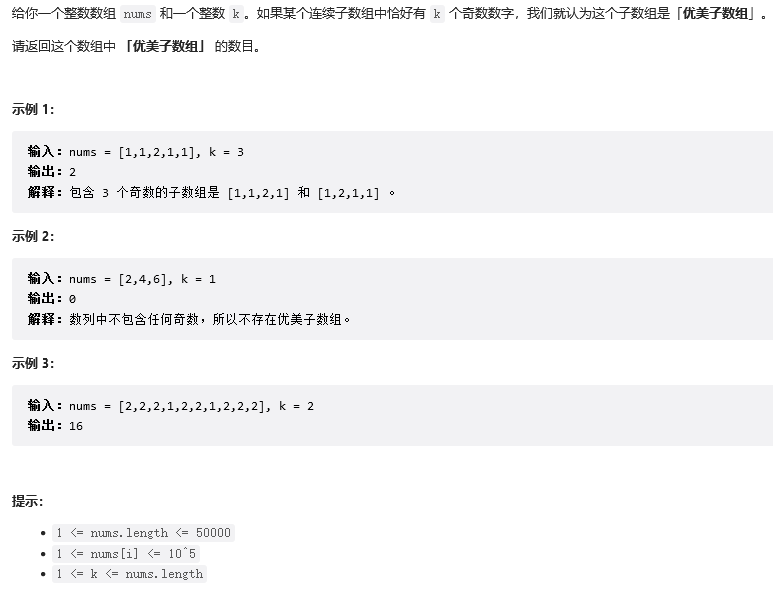 给你一个整数数组 nums 和一个整数 k。如果某个连续子数组中恰好有 k 个奇数数字，我们就认为这个子数组是「优美子数组」。
请返回这个数组中 「优美子数组」 的数目。
示例 1：
输入：nums = [1,1,2,1,1], k = 3
输出：2
解释：包含 3 个奇数的子数组是 [1,1,2,1] 和 [1,2,1,1] 。
示例 2：
输入：nums = [2,4,6], k = 1
输出：0
解释：数列中不包含任何奇数，所以不存在优美子数组。
示例 3：
输入：nums = [2,2,2,1,2,2,1,2,2,2], k = 2
输出：16
提示：
• 1 <= nums.length <= 50000
• 1 <= nums[i] <= 10^5
• 1 <= k <= nums.length